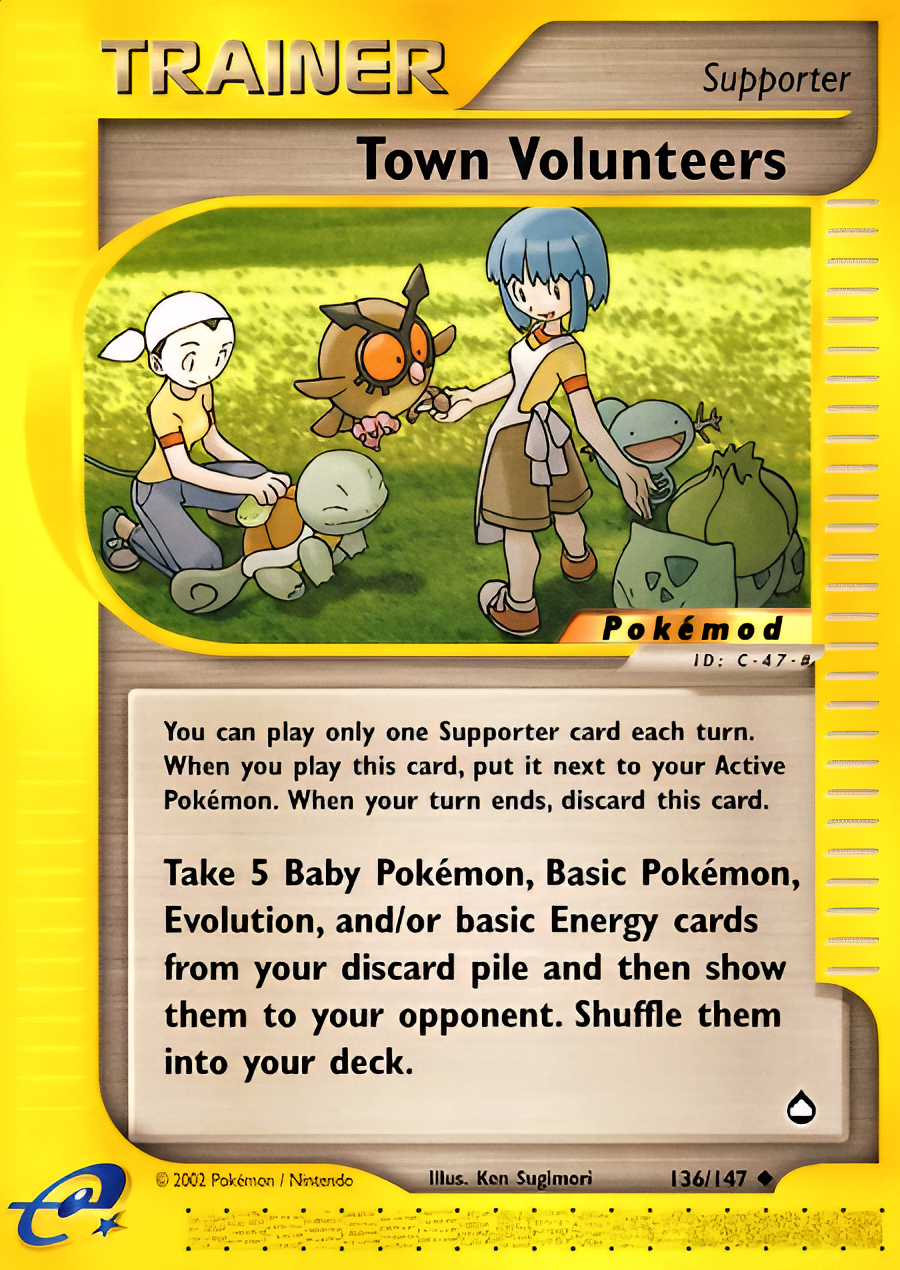 TRAINER
Supporter
Town Volunteers
Pokémod
ID: C-47-B
You can play only one Supporter card each turn.
When you play this card, put it next to your Active
Pokémon. When your turn ends, discard this card.
Take 5 Baby Pokémon, Basic Pokémon,
Evolution, and/or basic Energy cards
from your discard pile and then show
them to your opponent. Shuffle them
into your deck.
© 2002 Pokémon / Nintendo
Illus. Ken Sugimori
136/147 ◆
e